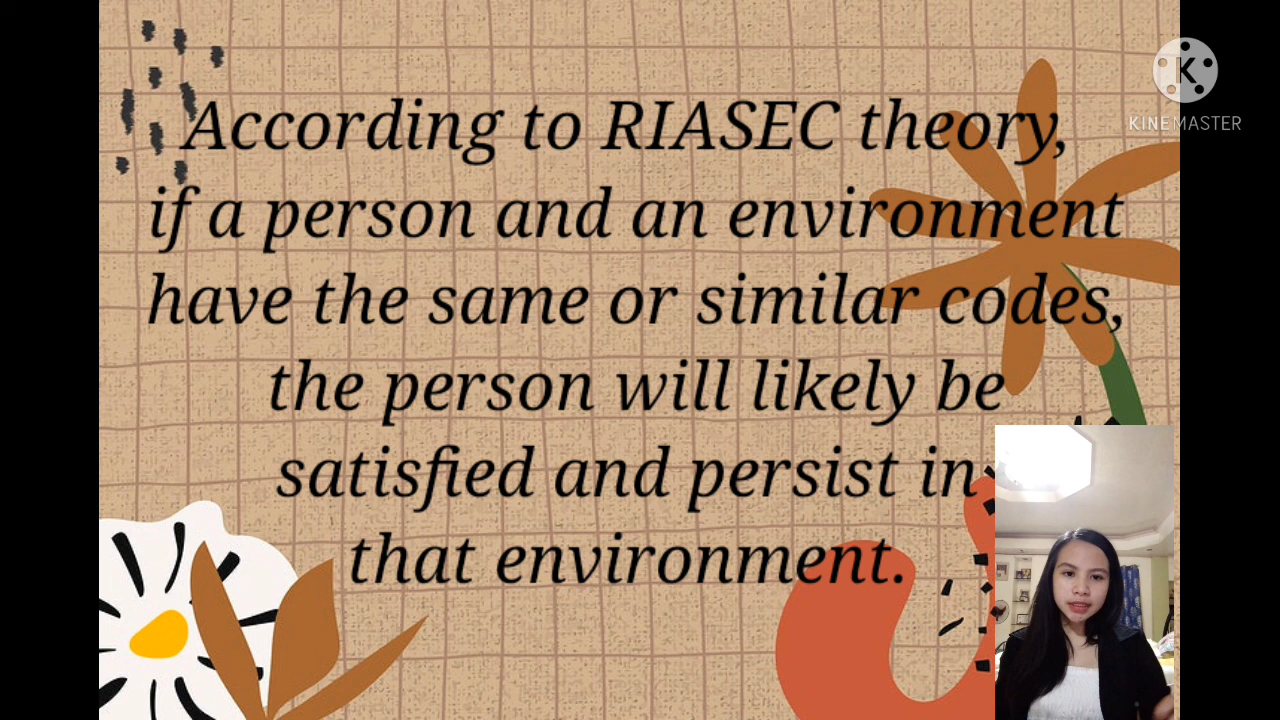 According to RIASEC theory,
if a person and an environment
have the same or similar codes,
the person will likely be
satisfied and persist in
that environment.
K
KINEMASTER